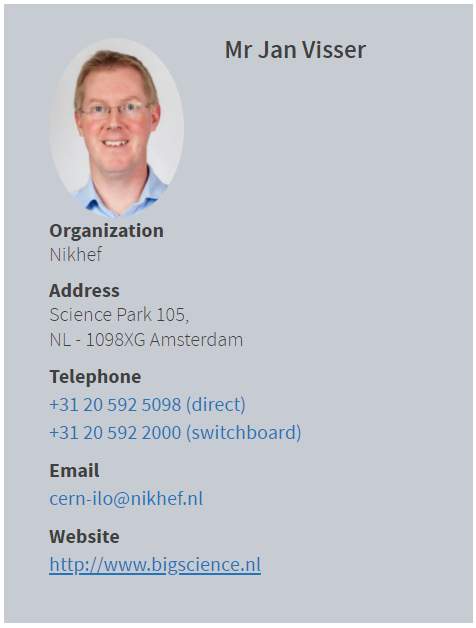 Mr Jan Visser
Organization
Nikhef
Address
Science Park 105,
NL - 1098XG Amsterdam
Telephone
+31 20 592 5098 (direct)
+31 20 592 2000 (switchboard)
Email
cern-ilo@nikhef.nl
Website
http://www.bigscience.nl